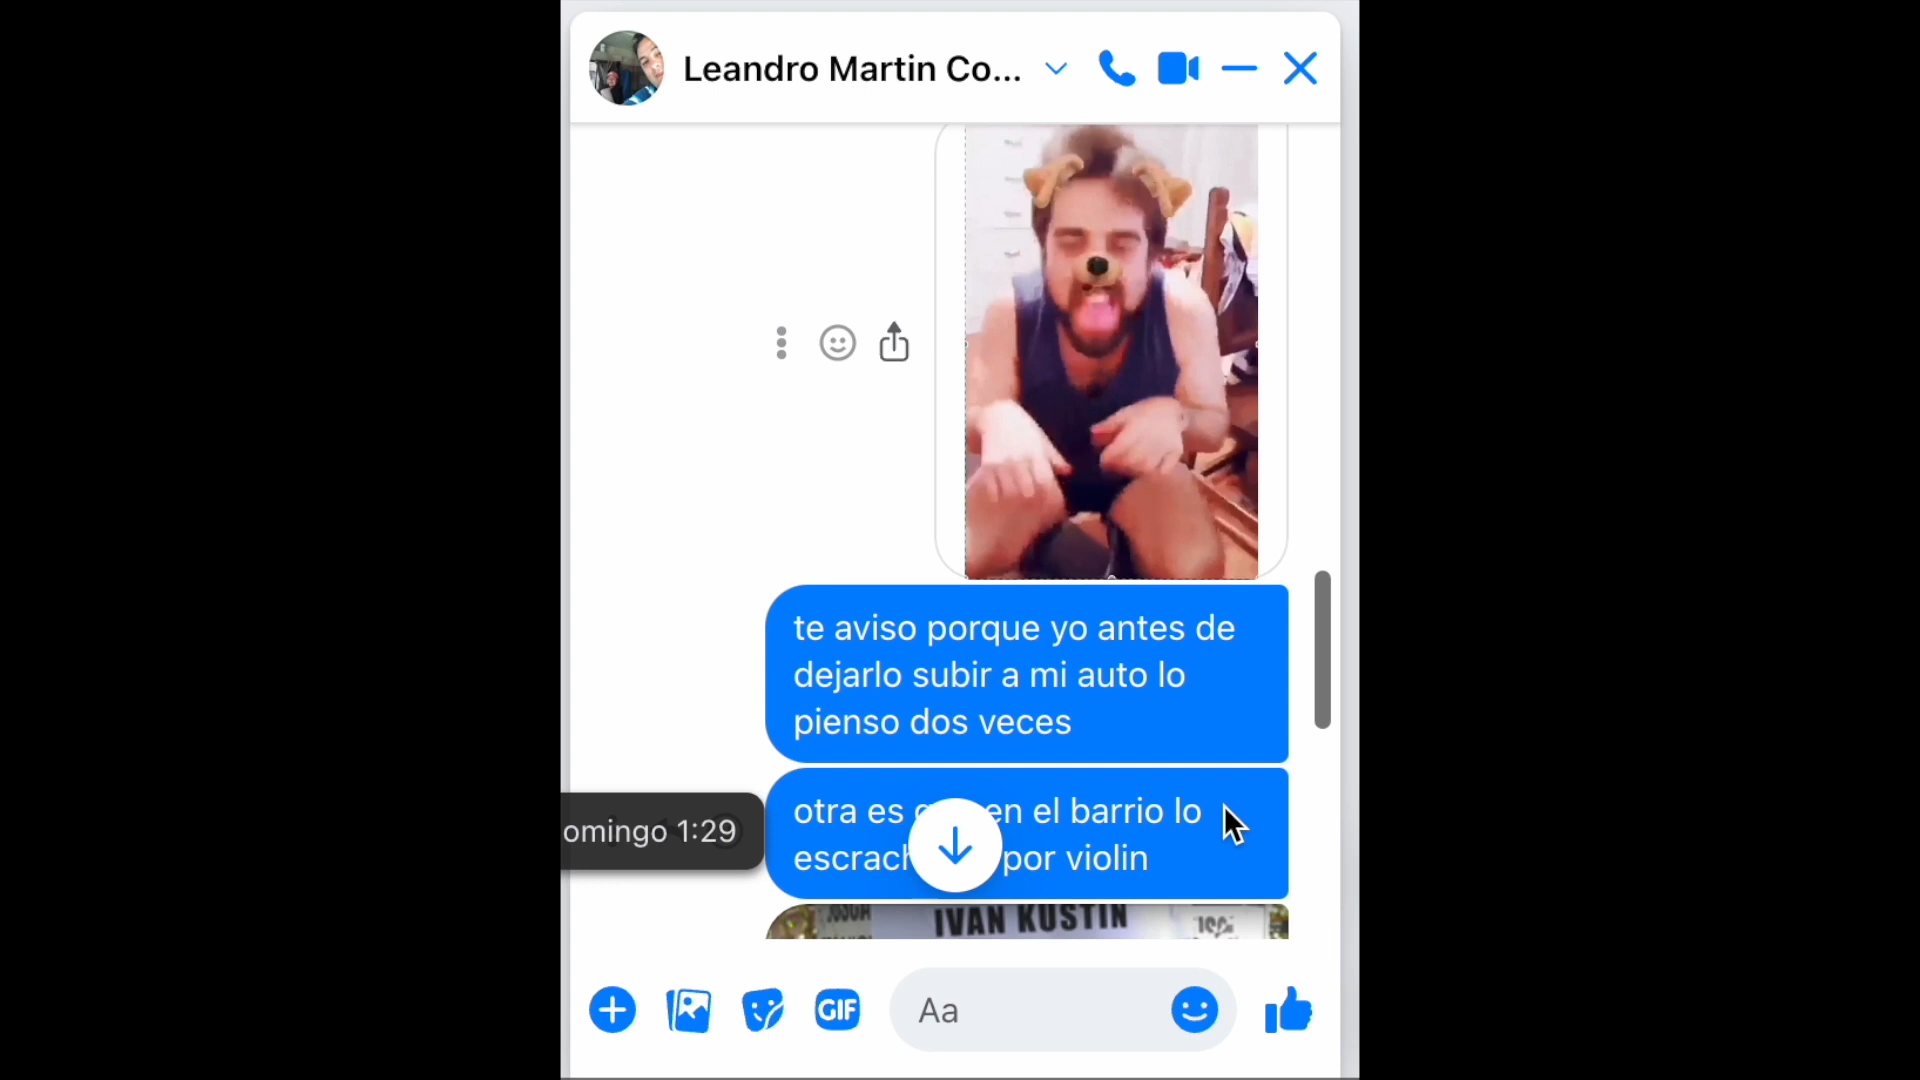 Leandro Martin Co...
te aviso porque yo antes de
dejarlo subir a mi auto lo
pienso dos veces
otra es en el barrio lo
omingo 1:29
por violin
IVAN KUSTIN
GIF
Aa